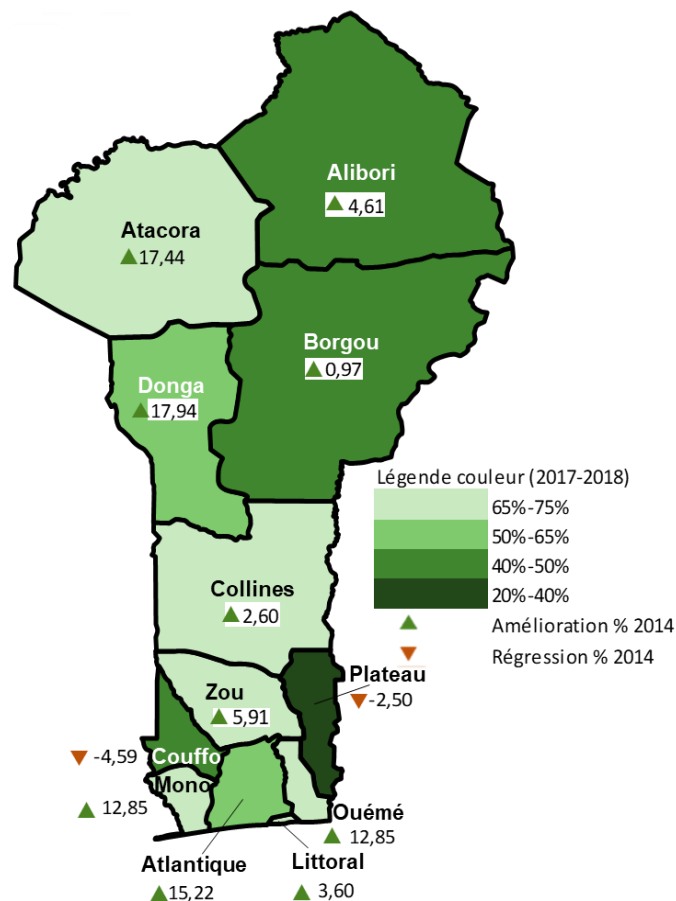 Alibori
▲ 4,61
Atacora
▲17,44
Borgou
▲ 0,97
Donga
▲17,94
Légende couleur (2017-2018)
65%-75%
50%-65%
40%-50%
20%-40%
▲ Amélioration % 2014
▼ Régression % 2014
Collines
▲ 2,60
Plateau
▼-2,50
Zou
▲ 5,91
Couffo
▼ -4,59
Mono
▲ 12,85
Ouémé
▲ 12,85
Atlantique
▲15,22
Littoral
▲ 3,60